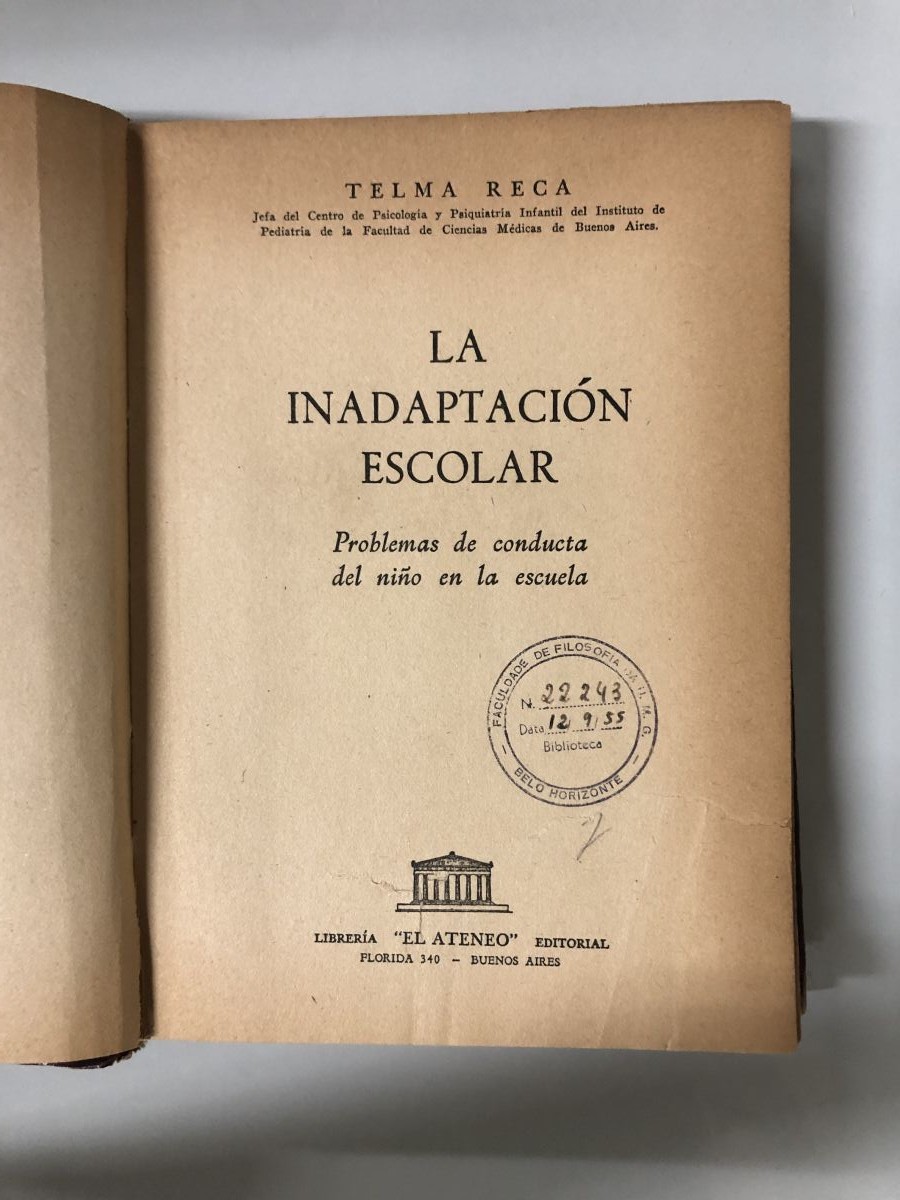 TELMA RECA
Jefa del Centro de Psicología y Psiquiatría Infantil del Instituto de
Pediatría de la Facultad de Ciencias Médicas de Buenos Aires.
LA
INADAPTACIÓN
ESCOLAR
Problemas de conducta
del niño en la escuela
FACULDADE DE FILOSOFIA DA U. M. G.
N. 22243
Data 12/9/55
Biblioteca
BELO HORIZONTE
LIBRERÍA "EL ATENEO" EDITORIAL
FLORIDA 340 – BUENOS AIRES